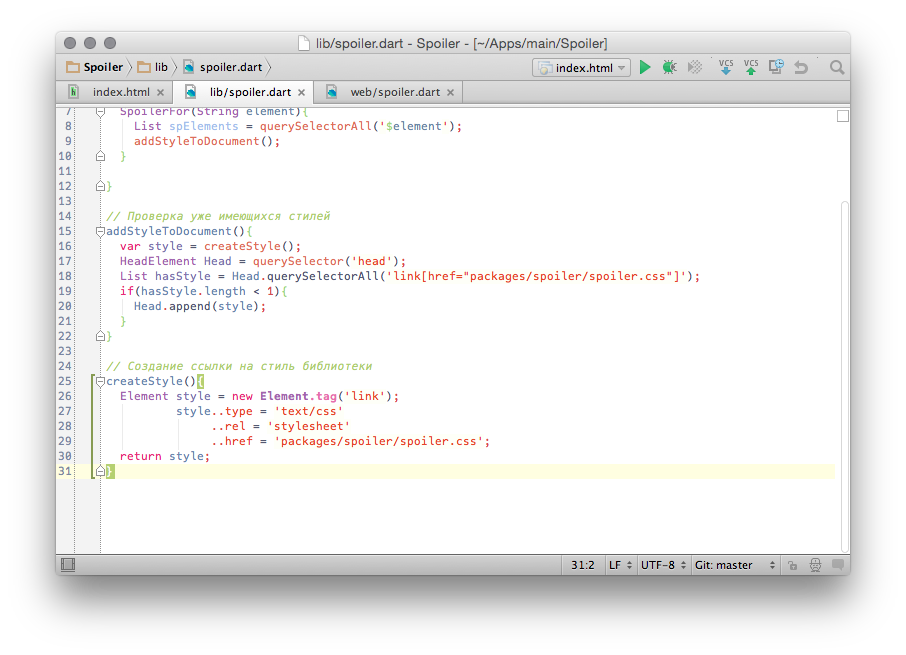 lib/spoiler.dart - Spoiler - [~/Apps/main/Spoiler]
Spoiler lib spoiler.dart index.html VCS VCS
index.html × lib/spoiler.dart × web/spoiler.dart ×
7 SpoilerFor(String element){
8 List spElements = querySelectorAll('$element');
9 addStyleToDocument();
10 }
11
12 }
13
14 // Проверка уже имеющихся стилей
15 addStyleToDocument(){
16 var style = createStyle();
17 HeadElement Head = querySelector('head');
18 List hasStyle = Head.querySelectorAll('link[href="packages/spoiler/spoiler.css"]');
19 if(hasStyle.length < 1){
20 Head.append(style);
21 }
22 }
23
24 // Создание ссылки на стиль библиотеки
25 createStyle(){
26 Element style = new Element.tag('link');
27 style..type = 'text/css'
28 ..rel = 'stylesheet'
29 ..href = 'packages/spoiler/spoiler.css';
30 return style;
31 }
31:2 LF UTF-8 Git: master